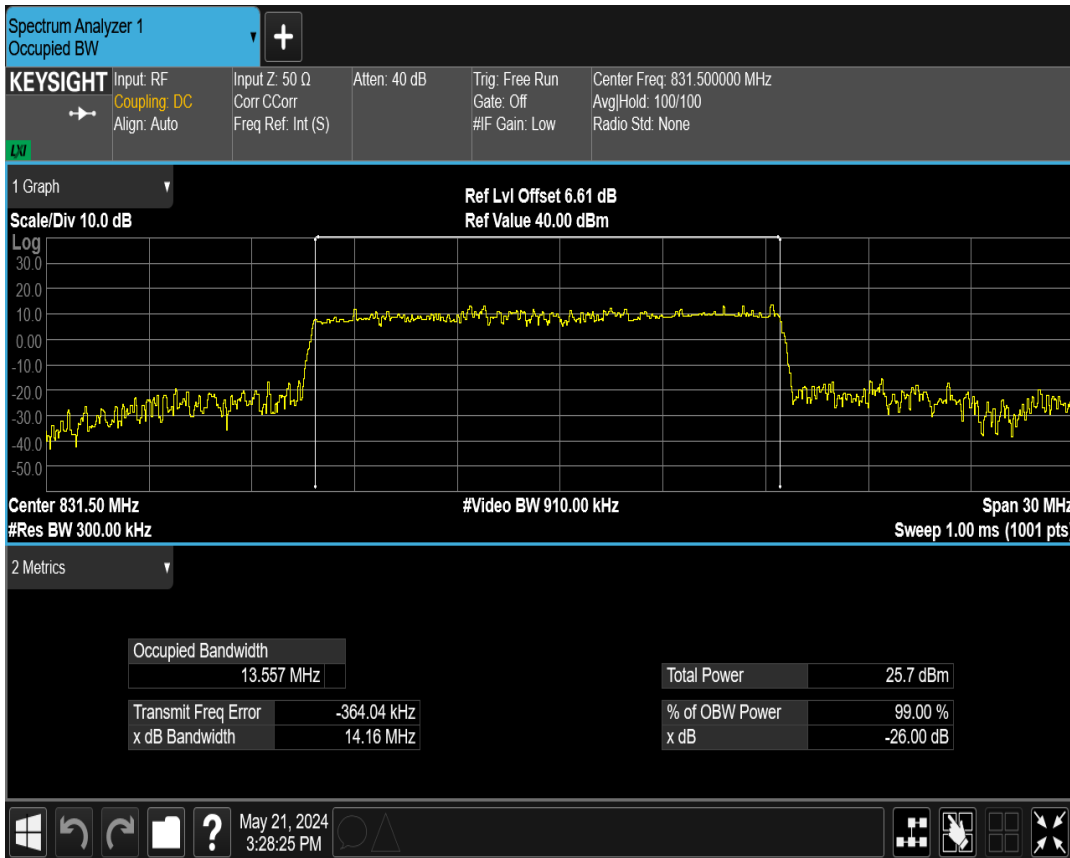 Spectrum Analyzer 1
Occupied BW
+
KEYSIGHT
LXI
Input: RF
Coupling: DC
Align: Auto
Input Z: 50 Ω
Corr CCorr
Freq Ref: Int (S)
Atten: 40 dB
Trig: Free Run
Gate: Off
#IF Gain: Low
Center Freq: 831.500000 MHz
Avg|Hold: 100/100
Radio Std: None
1 Graph
Scale/Div 10.0 dB
Ref Lvl Offset 6.61 dB
Ref Value 40.00 dBm
Log
30.0
20.0
10.0
0.00
-10.0
-20.0
-30.0
-40.0
-50.0
Center 831.50 MHz
#Video BW 910.00 kHz
Span 30 MHz
#Res BW 300.00 kHz
Sweep 1.00 ms (1001 pts)
2 Metrics
Occupied Bandwidth
13.557 MHz
Total Power 25.7 dBm
Transmit Freq Error -364.04 kHz
% of OBW Power 99.00 %
x dB Bandwidth 14.16 MHz
x dB -26.00 dB
?
May 21, 2024
3:28:25 PM